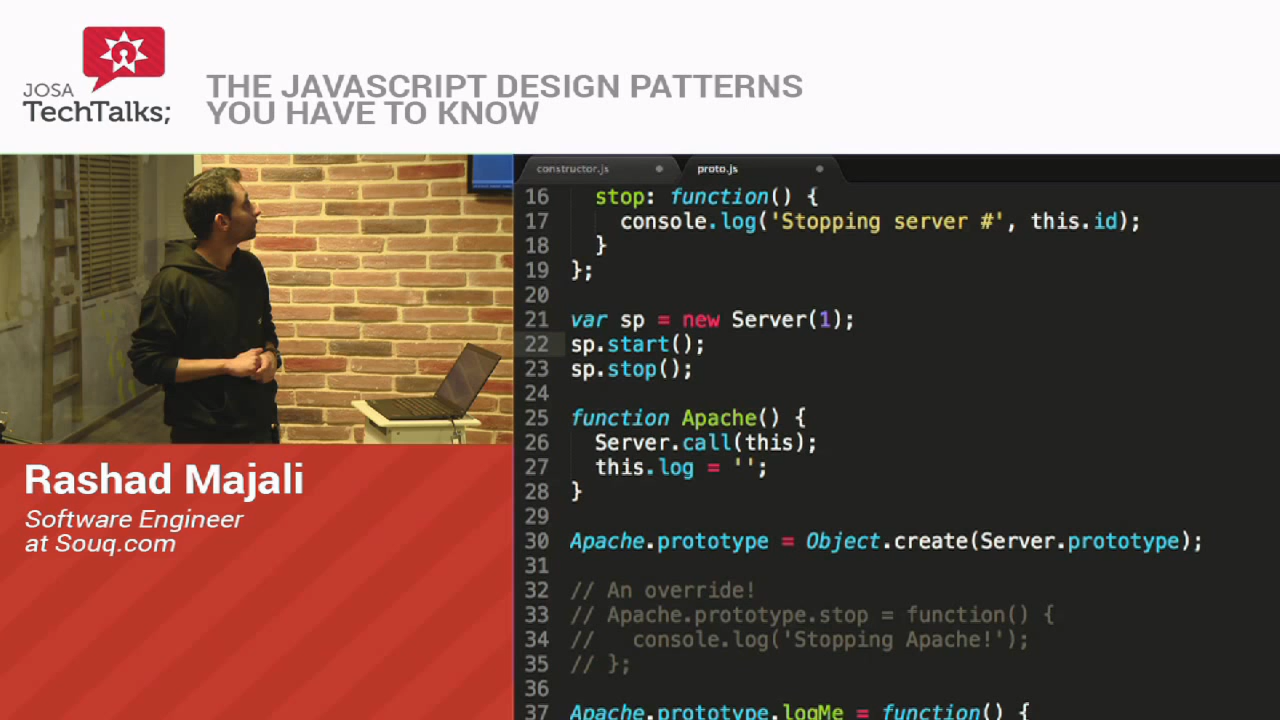 JOSA
TechTalks;
THE JAVASCRIPT DESIGN PATTERNS
YOU HAVE TO KNOW
constructor.js
proto.js
16 stop: function() {
17 console.log('Stopping server #', this.id);
18 }
19 };
20
21 var sp = new Server(1);
22 sp.start();
23 sp.stop();
24
25 function Apache() {
26 Server.call(this);
27 this.log = '';
28 }
29
30 Apache.prototype = Object.create(Server.prototype);
31
32 // An override!
33 // Apache.prototype.stop = function() {
34 // console.log('Stopping Apache!');
35 // };
36
37 Apache.prototype.logMe = function() {
Rashad Majali
Software Engineer
at Souq.com